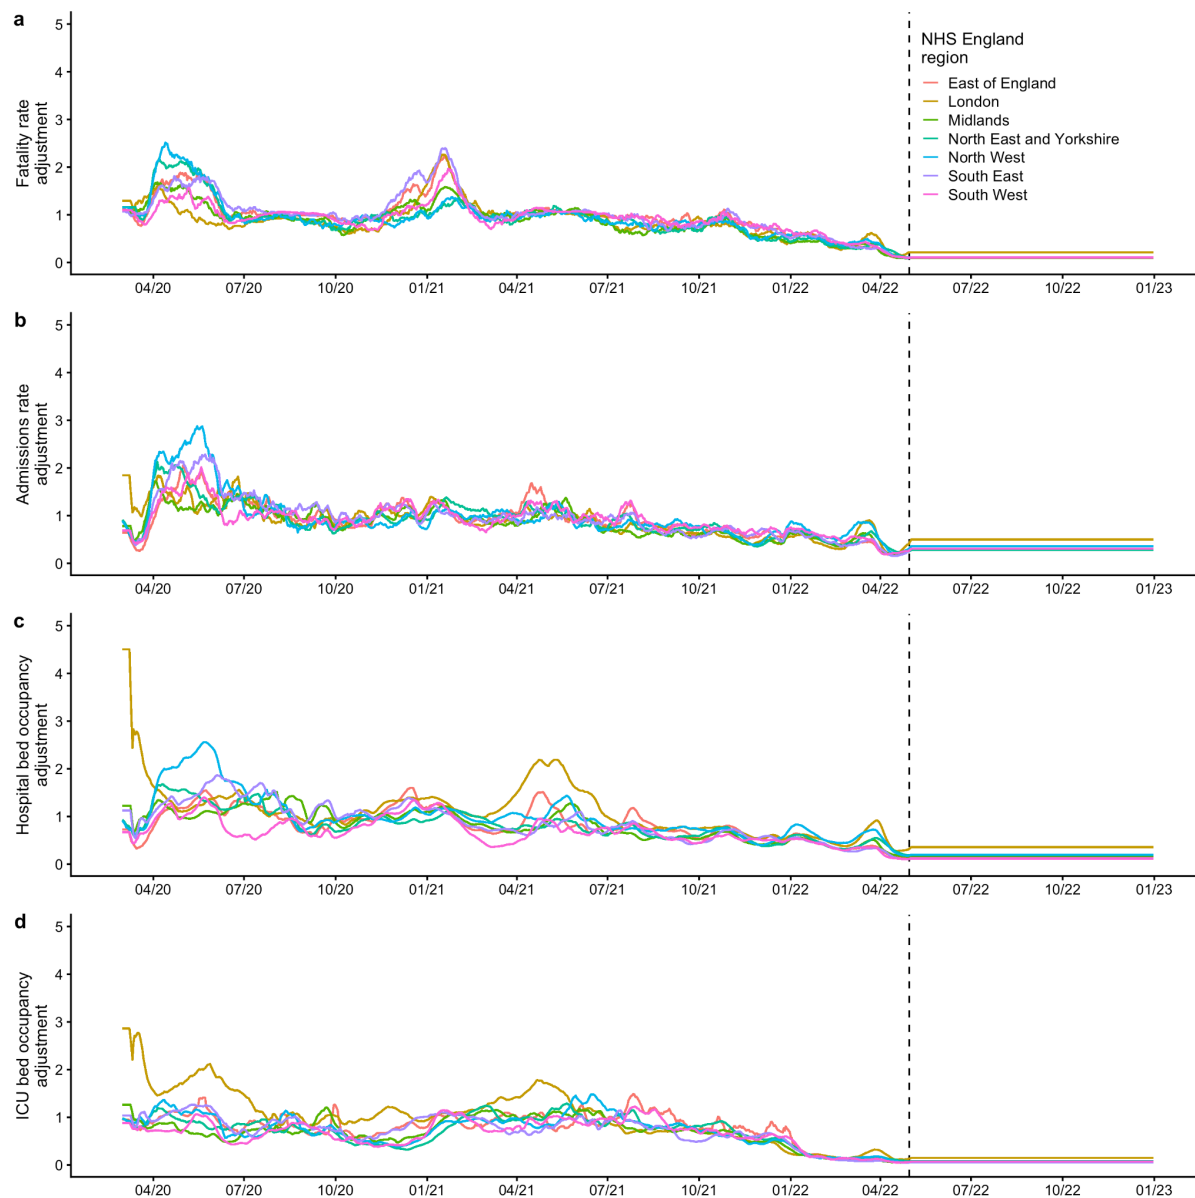 a
5
4
3
2
1
0
Fatality rate
adjustment
NHS England
region
East of England
London
Midlands
North East and Yorkshire
North West
South East
South West
04/20 07/20 10/20 01/21 04/21 07/21 10/21 01/22 04/22 07/22 10/22 01/23
b
5
4
3
2
1
0
Admissions rate
adjustment
04/20 07/20 10/20 01/21 04/21 07/21 10/21 01/22 04/22 07/22 10/22 01/23
c
5
4
3
2
1
0
Hospital bed occupancy
adjustment
04/20 07/20 10/20 01/21 04/21 07/21 10/21 01/22 04/22 07/22 10/22 01/23
d
5
4
3
2
1
0
ICU bed occupancy
adjustment
04/20 07/20 10/20 01/21 04/21 07/21 10/21 01/22 04/22 07/22 10/22 01/23